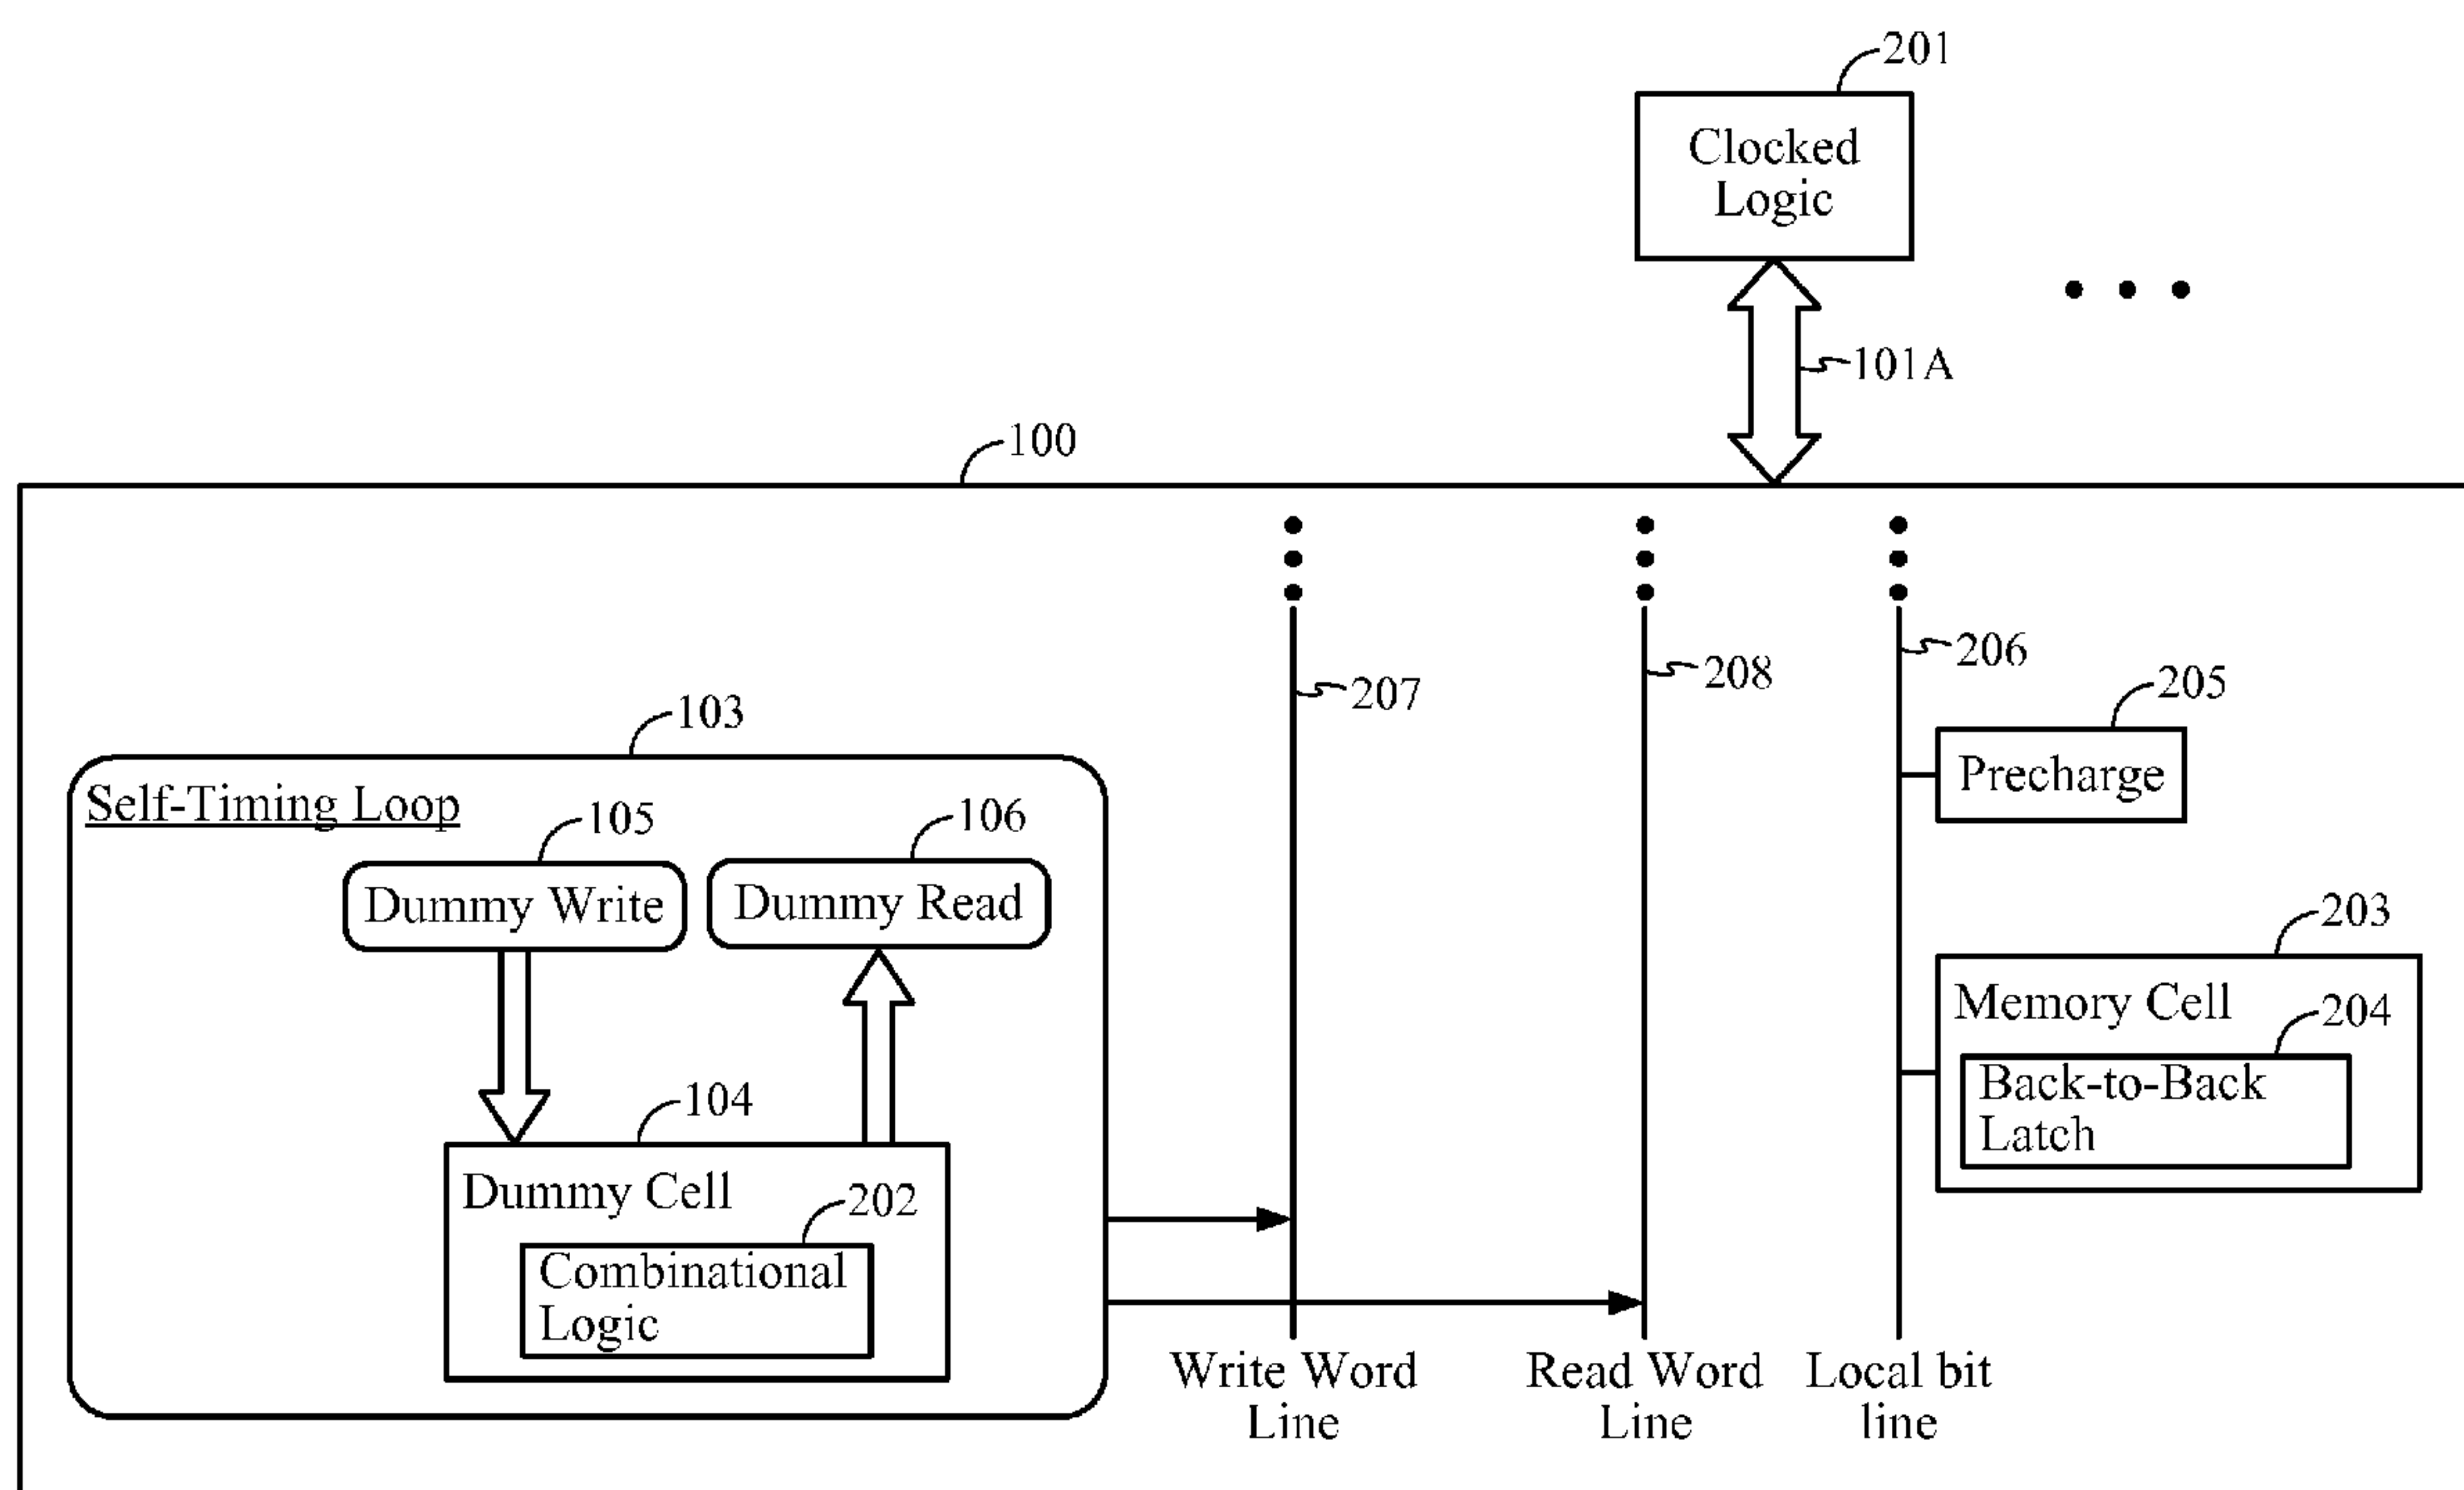 201
Clocked
Logic
101A
100
206
208
207
205
Precharge
103
Self-Timing Loop
105
106
Dummy Write
Dummy Read
203
Memory Cell
204
Back-to-Back
Latch
104
Dummy Cell
202
Combinational
Logic
Write Word
Line
Read Word
Line
Local bit
line